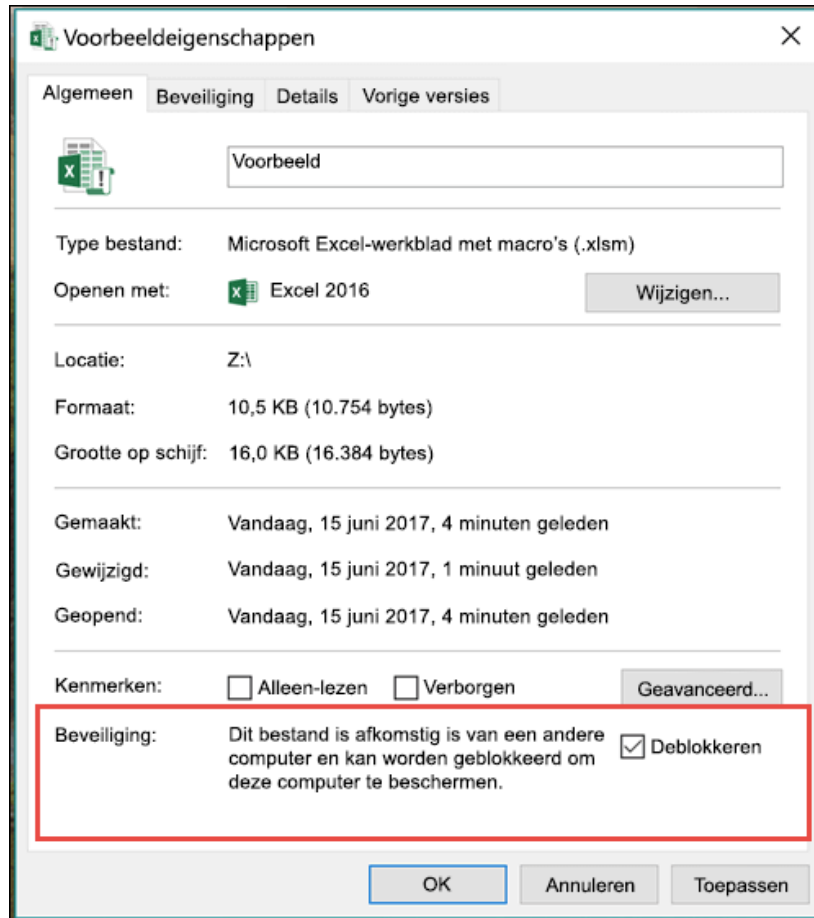 Voorbeeldeigenschappen
Algemeen Beveiliging Details Vorige versies
Voorbeeld
Type bestand: Microsoft Excel-werkblad met macro's (.xlsm)
Openen met: Excel 2016 Wijzigen...
Locatie: Z:\
Formaat: 10,5 KB (10.754 bytes)
Grootte op schijf: 16,0 KB (16.384 bytes)
Gemaakt: Vandaag, 15 juni 2017, 4 minuten geleden
Gewijzigd: Vandaag, 15 juni 2017, 1 minuut geleden
Geopend: Vandaag, 15 juni 2017, 4 minuten geleden
Kenmerken: Alleen-lezen Verborgen Geavanceerd...
Beveiliging: Dit bestand is afkomstig is van een andere
computer en kan worden geblokkeerd om Deblokkeren
deze computer te beschermen.
OK Annuleren Toepassen